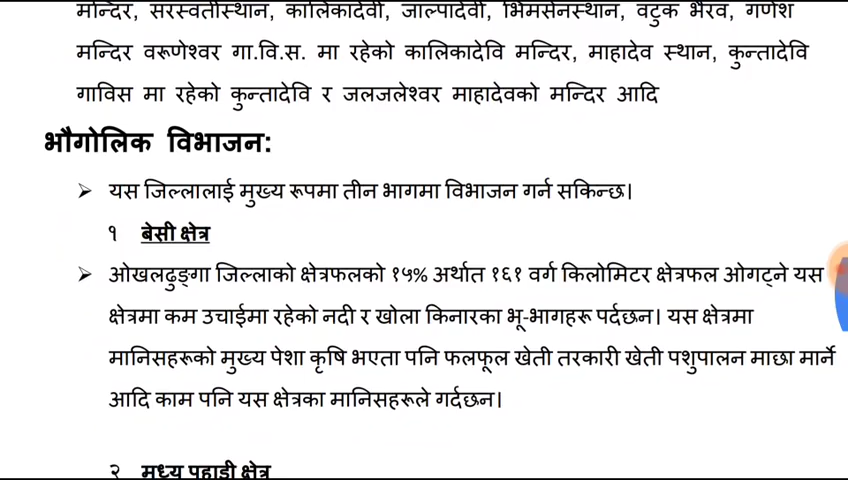 मन्दिर, सरस्वतीस्थान, कालिकादेवी, जाल्पादेवी, भिमसेनस्थान, वटुक भैरव, गणेश
मन्दिर वरूणेश्वर गा.वि.स. मा रहेको कालिकादेवि मन्दिर, माहादेव स्थान, कुन्तादेवि
गाविस मा रहेको कुन्तादेवि र जलजलेश्वर माहादेवको मन्दिर आदि
भौगोलिक विभाजन:
➢ यस जिल्लालाई मुख्य रूपमा तीन भागमा विभाजन गर्न सकिन्छ।
१ बेसी क्षेत्र
➢ ओखलढुङ्गा जिल्लाको क्षेत्रफलको १५% अर्थात १६१ वर्ग किलोमिटर क्षेत्रफल ओगट्ने यस
क्षेत्रमा कम उचाईमा रहेको नदी र खोला किनारका भू-भागहरू पर्दछन। यस क्षेत्रमा
मानिसहरूको मुख्य पेशा कृषि भएता पनि फलफूल खेती तरकारी खेती पशुपालन माछा मार्ने
आदि काम पनि यस क्षेत्रका मानिसहरूले गर्दछन।
२ मध्य पहाडी क्षेत्र